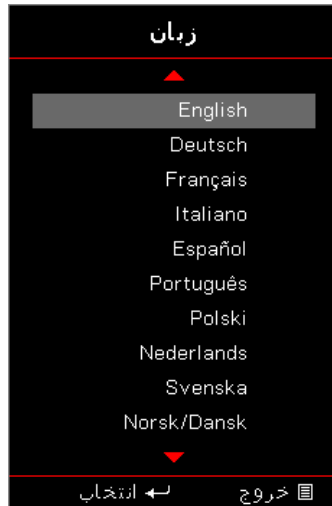 زبان
English
Deutsch
Français
Italiano
Español
Português
Polski
Nederlands
Svenska
Norsk/Dansk
خروج انتخاب